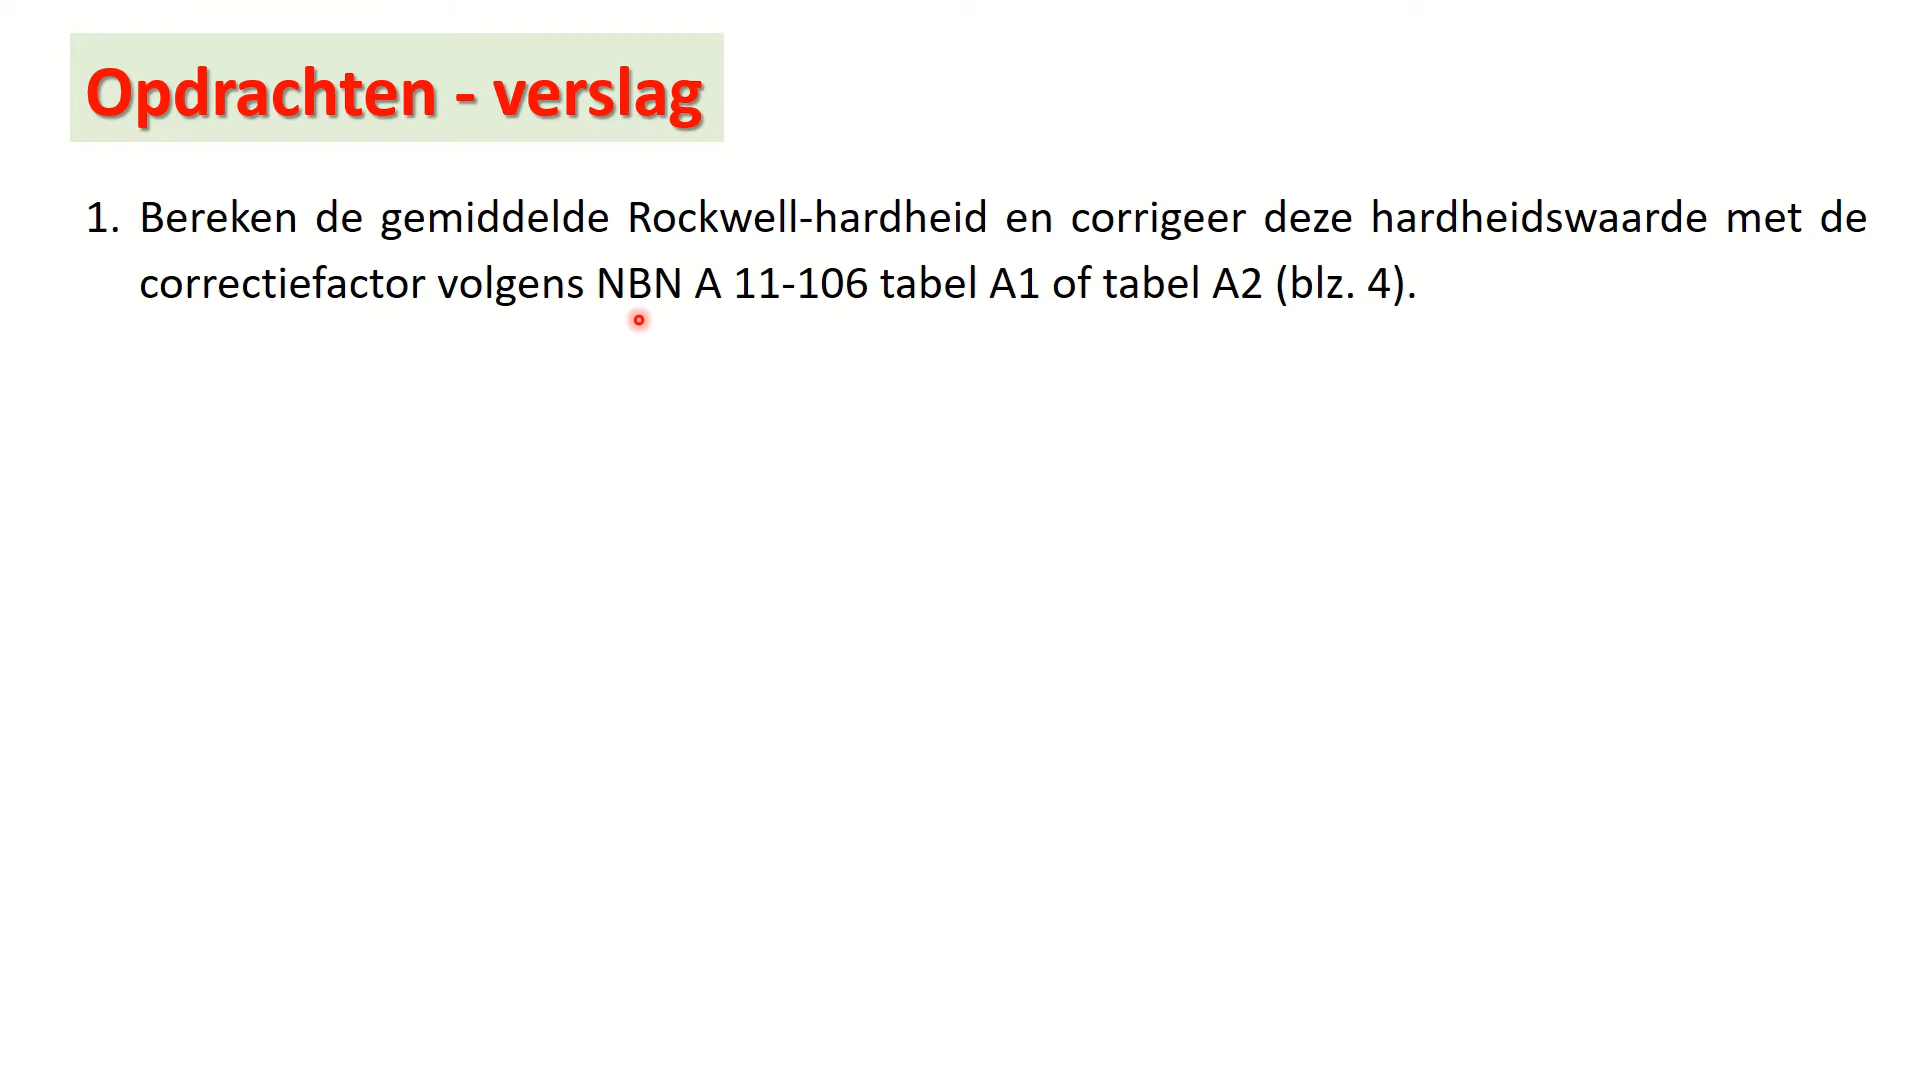 Opdrachten - verslag
1. Bereken de gemiddelde Rockwell-hardheid en corrigeer deze hardheidswaarde met de
correctiefactor volgens NBN A 11-106 tabel A1 of tabel A2 (blz. 4).